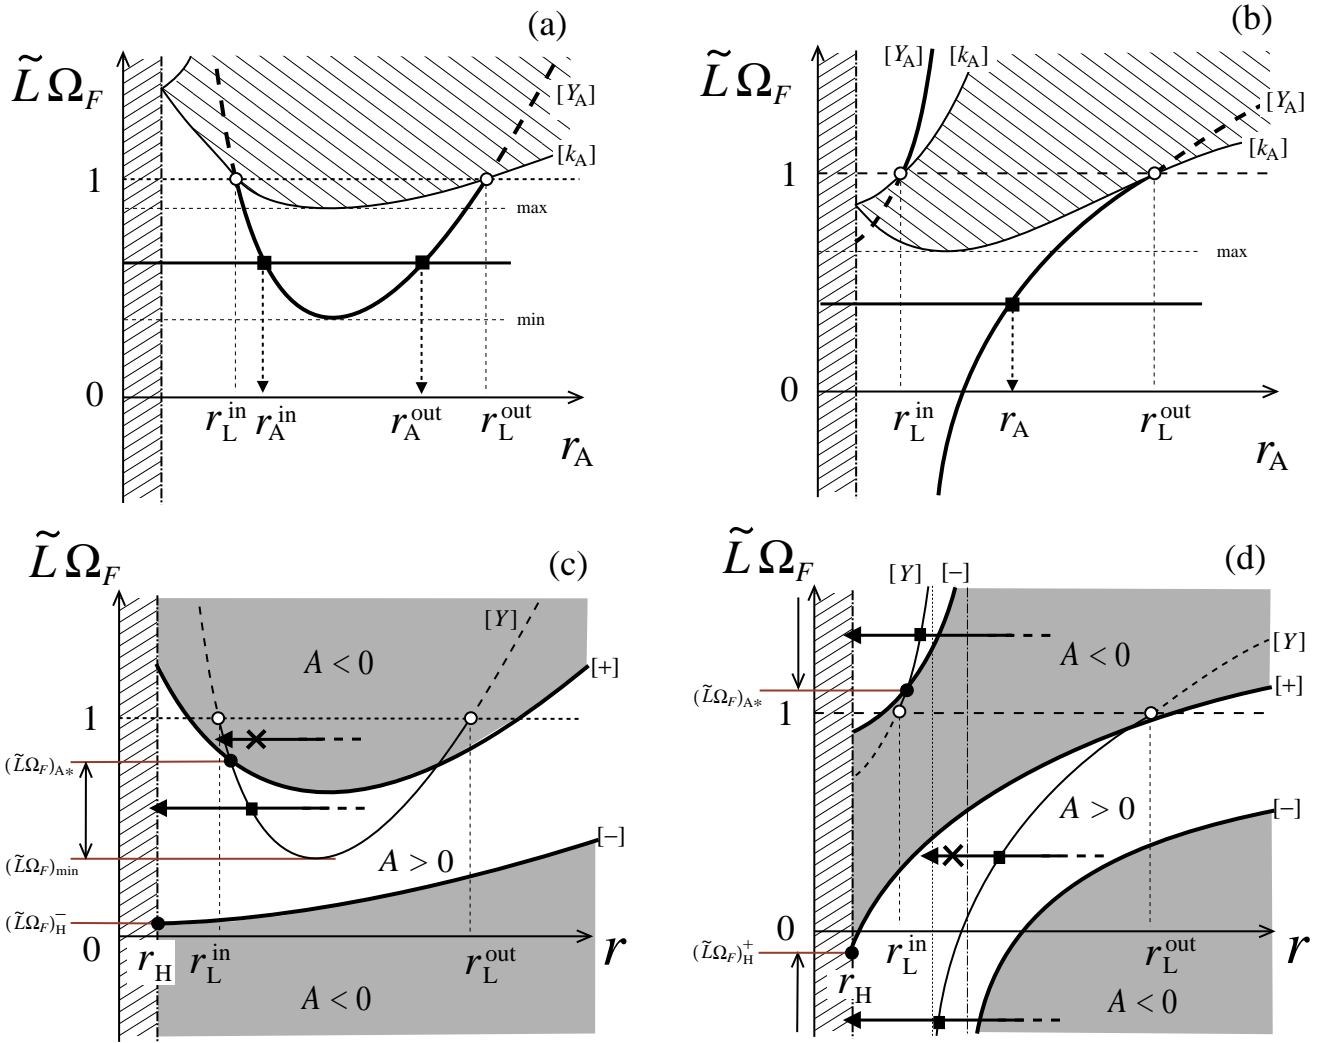 (a)
L̃ Ω_F
[Y_A]
[k_A]
1
max
min
0
r_L^in
r_A^in
r_A^out
r_L^out
r_A
(b)
L̃ Ω_F
[Y_A]
[k_A]
[Y_A]
[k_A]
1
max
0
r_L^in
r_A
r_L^out
r_A
(c)
L̃ Ω_F
[Y]
A < 0
[+]
1
(L̃Ω_F)_A*
(L̃Ω_F)_min
A > 0
[−]
(L̃Ω_F)_H^−
0
r_H
r_L^in
r_L^out
r
A < 0
(d)
L̃ Ω_F
[Y]
[−]
A < 0
[Y]
(L̃Ω_F)_A*
[+]
1
A > 0
[−]
0
(L̃Ω_F)_H^+
r_L^in
r_L^out
r
r_H
A < 0